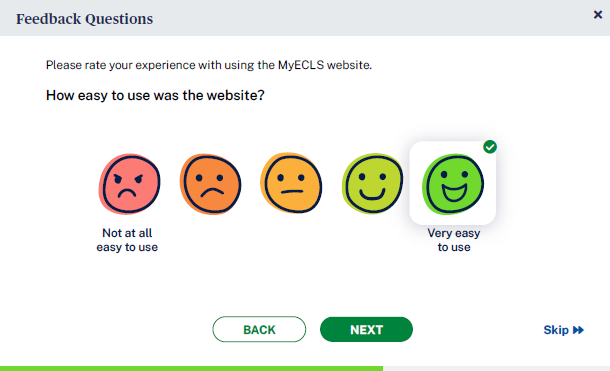 Feedback Questions
Please rate your experience with using the MyECLS website.
How easy to use was the website?
Not at all
easy to use
Very easy
to use
BACK
NEXT
Skip